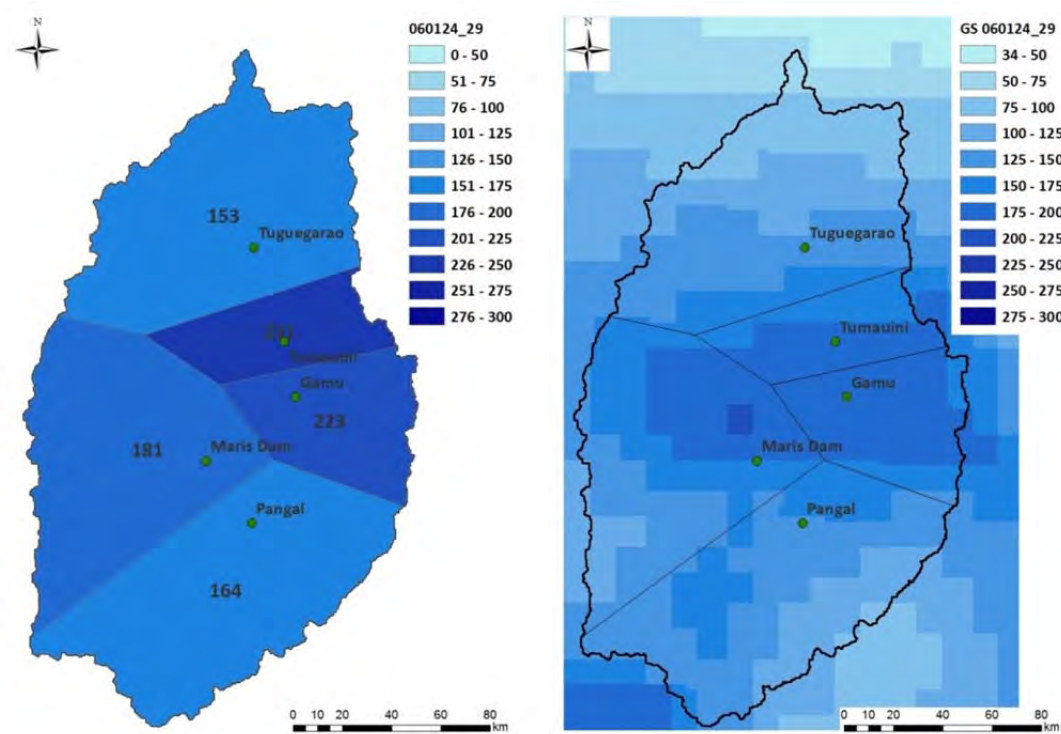 N
060124_29
0 - 50
51 - 75
76 - 100
101 - 125
126 - 150
151 - 175
176 - 200
201 - 225
226 - 250
251 - 275
276 - 300
153
Tuguegarao
Gamu
223
181
Maris Dam
Pangal
164
0 5 10 20 40 60 80
km
N
GS 060124_29
34 - 50
50 - 75
75 - 100
100 - 125
125 - 150
150 - 175
175 - 200
200 - 225
225 - 250
250 - 275
275 - 300
Tuguegarao
Tumauini
Gamu
Maris Dam
Pangal
0 5 10 20 40 60 80
km